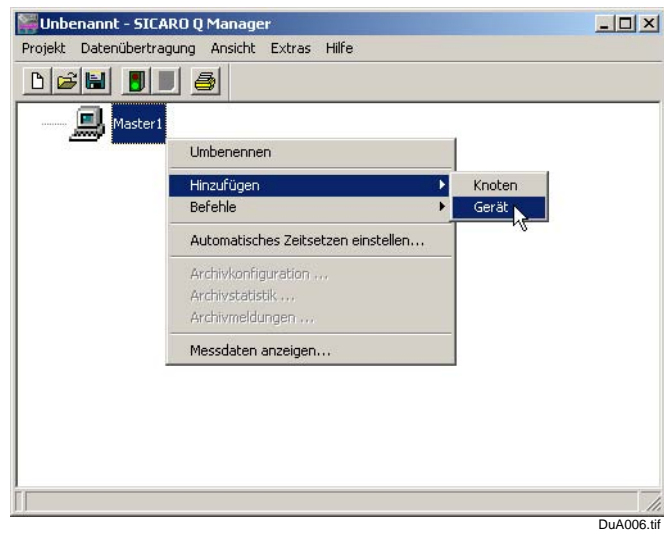 Unbenannt - SICARO Q Manager
Projekt Datenübertragung Ansicht Extras Hilfe
Master1
Umbenennen
Hinzufügen
Knoten
Befehle
Gerät
Automatisches Zeitsetzen einstellen...
Archivkonfiguration ...
Archivstatistik ...
Archivmeldungen ...
Messdaten anzeigen...
DuA006.tif